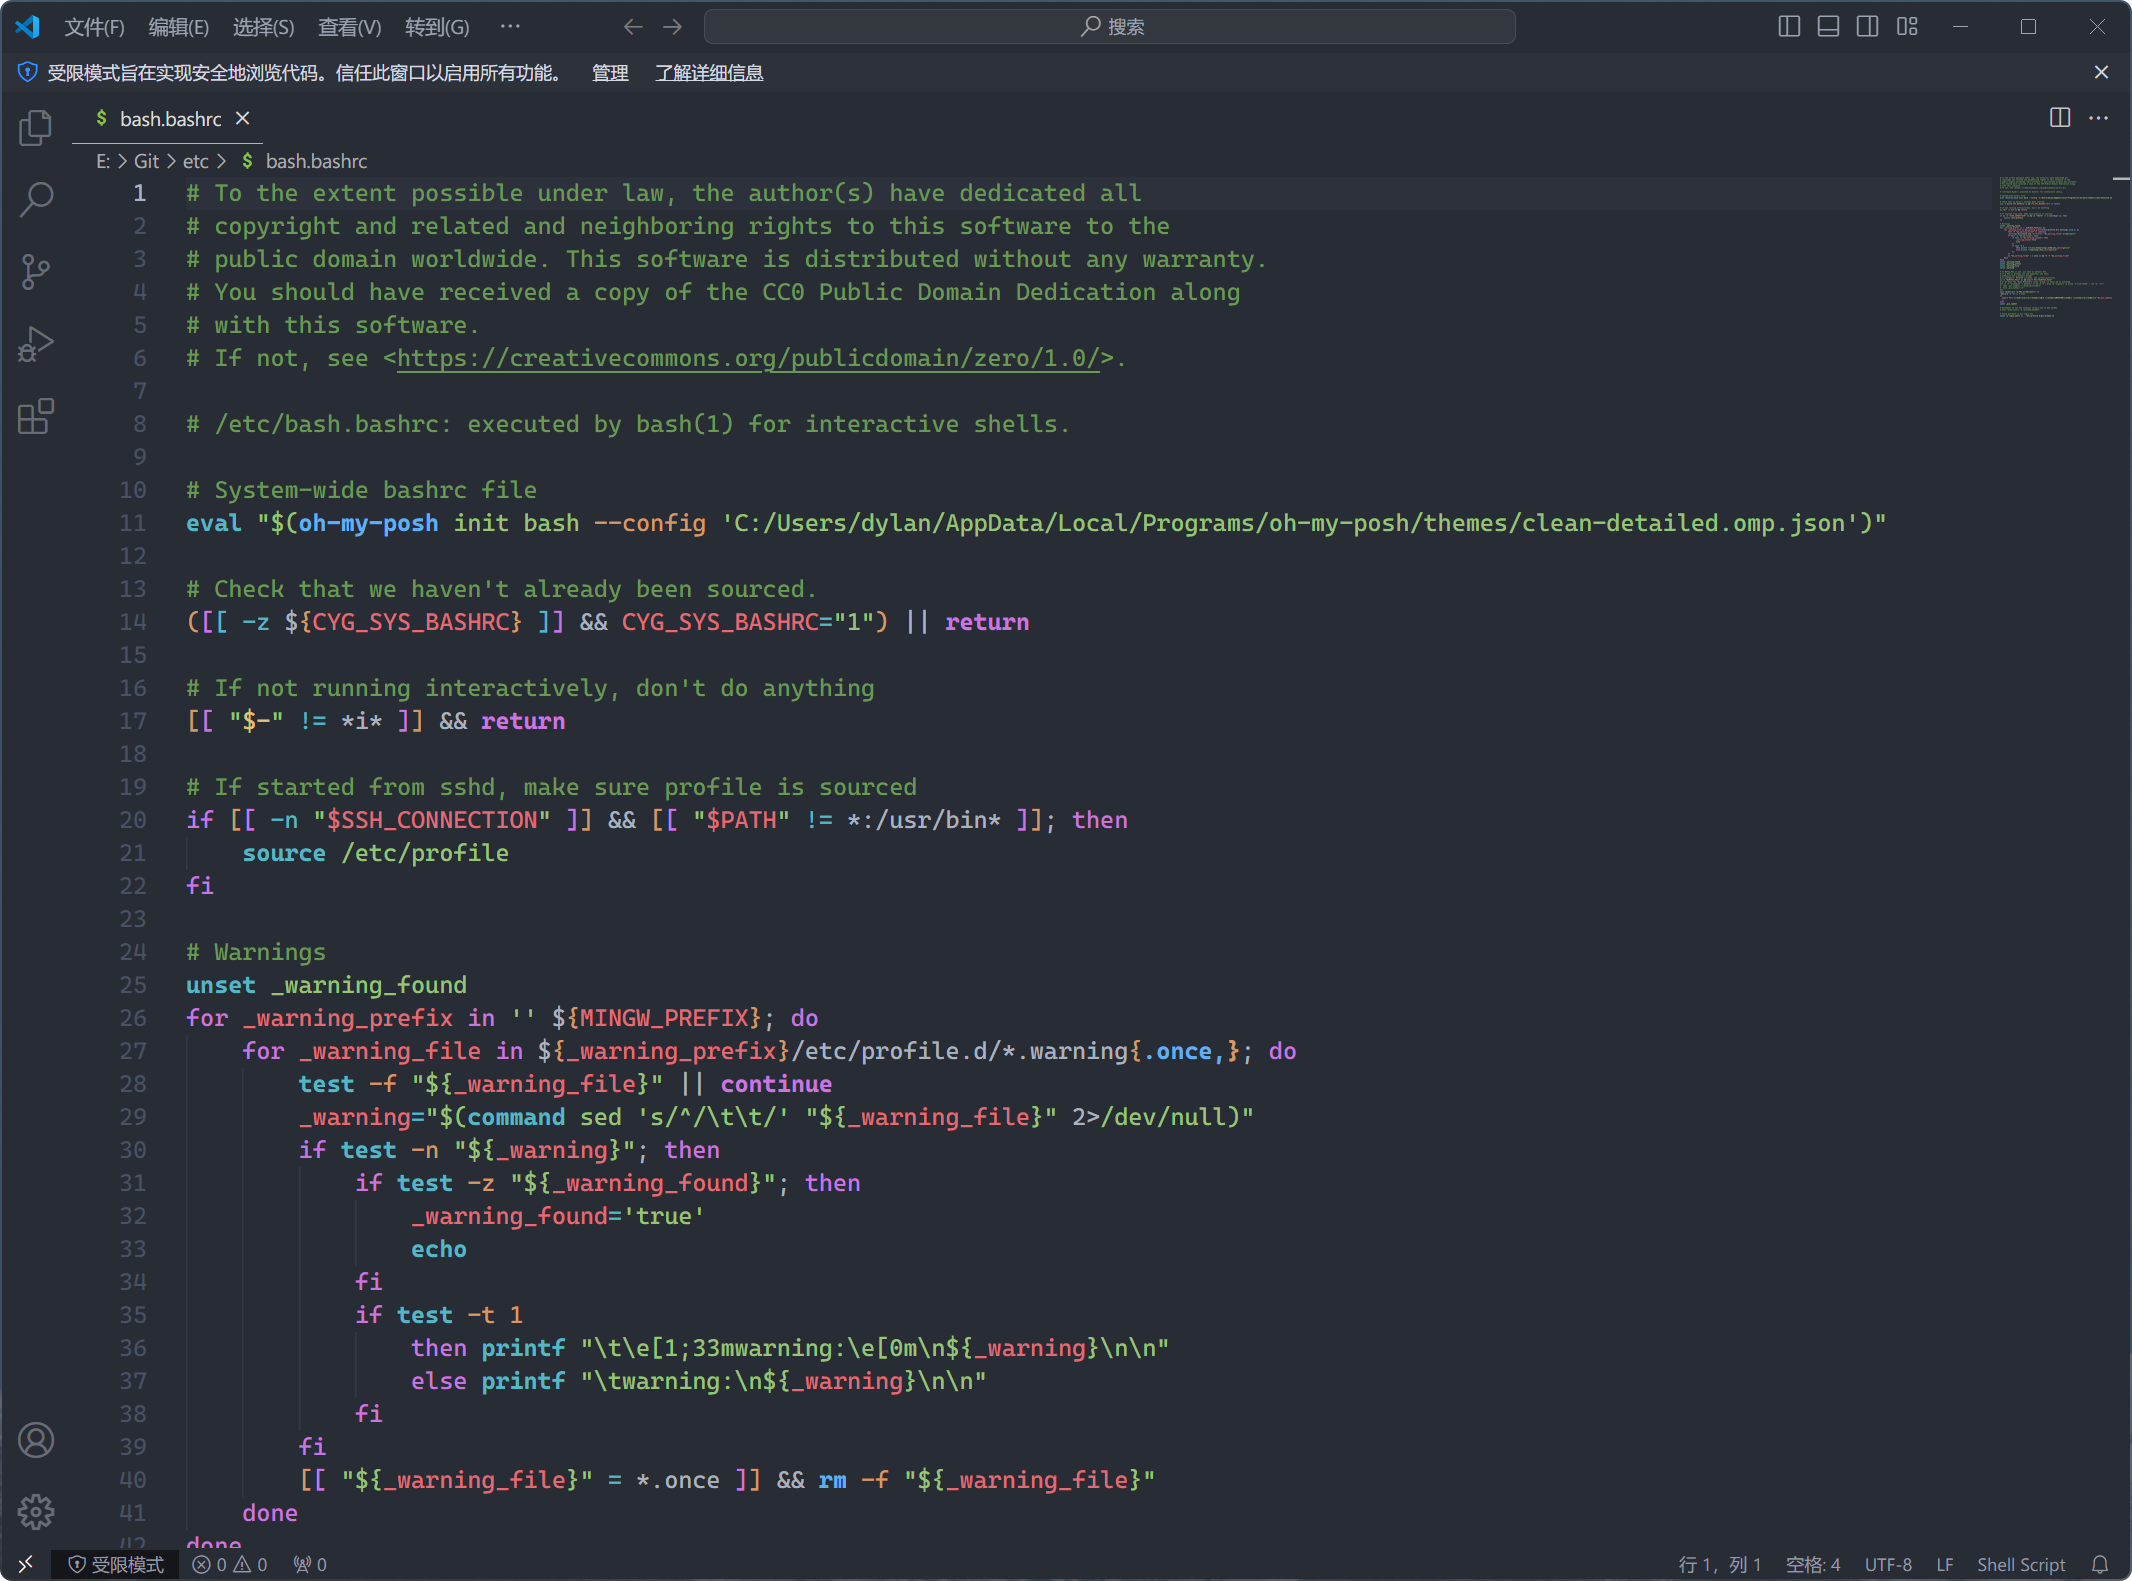 文件(F) 编辑(E) 选择(S) 查看(V) 转到(G) ··· 搜索
受限模式旨在实现安全地浏览代码。信任此窗口以启用所有功能。 管理 了解详细信息
$ bash.bashrc
E: > Git > etc > $ bash.bashrc
1 # To the extent possible under law, the author(s) have dedicated all
2 # copyright and related and neighboring rights to this software to the
3 # public domain worldwide. This software is distributed without any warranty.
4 # You should have received a copy of the CC0 Public Domain Dedication along
5 # with this software.
6 # If not, see <https://creativecommons.org/publicdomain/zero/1.0/>.
7
8 # /etc/bash.bashrc: executed by bash(1) for interactive shells.
9
10 # System-wide bashrc file
11 eval "$(oh-my-posh init bash --config 'C:/Users/dylan/AppData/Local/Programs/oh-my-posh/themes/clean-detailed.omp.json')"
12
13 # Check that we haven't already been sourced.
14 ([[ -z ${CYG_SYS_BASHRC} ]] && CYG_SYS_BASHRC="1") || return
15
16 # If not running interactively, don't do anything
17 [[ "$-" != *i* ]] && return
18
19 # If started from sshd, make sure profile is sourced
20 if [[ -n "$SSH_CONNECTION" ]] && [[ "$PATH" != *:/usr/bin* ]]; then
21     source /etc/profile
22 fi
23
24 # Warnings
25 unset _warning_found
26 for _warning_prefix in '' ${MINGW_PREFIX}; do
27     for _warning_file in ${_warning_prefix}/etc/profile.d/*.warning{.once,}; do
28         test -f "${_warning_file}" || continue
29         _warning="$(command sed 's/^/\t\t/' "${_warning_file}" 2>/dev/null)"
30         if test -n "${_warning}"; then
31             if test -z "${_warning_found}"; then
32                 _warning_found='true'
33                 echo
34             fi
35             if test -t 1
36                 then printf "\t\e[1;33mwarning:\e[0m\n${_warning}\n\n"
37                 else printf "\twarning:\n${_warning}\n\n"
38             fi
39         fi
40         [[ "${_warning_file}" = *.once ]] && rm -f "${_warning_file}"
41     done
42 done
受限模式 0 0 0 行 1，列 1 空格: 4 UTF-8 LF Shell Script